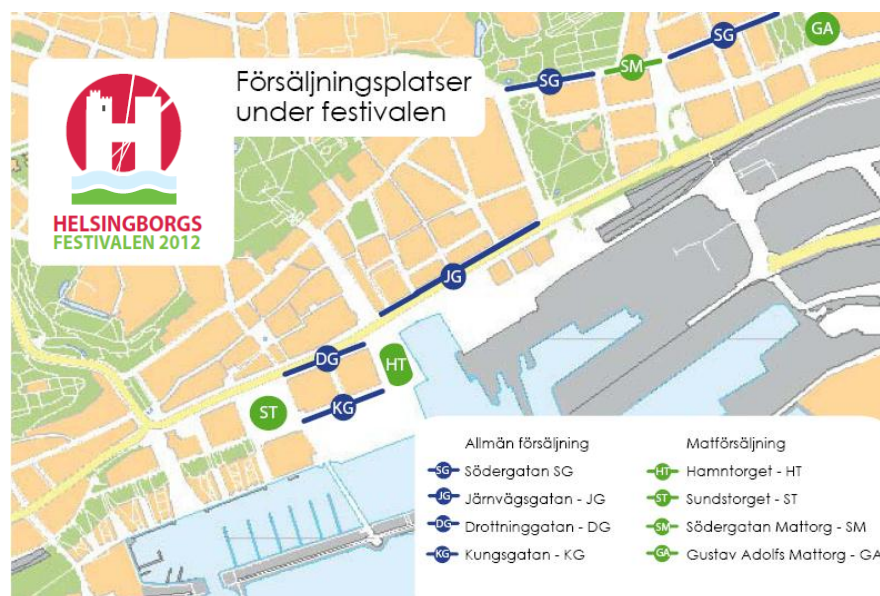 Försäljningsplatser
under festivalen
H
HELSINGBORGS
FESTIVALEN 2012
SG
SM
SG
GA
JG
DG
HT
ST
KG
Allmän försäljning
SG Södergatan SG
JG Järnvägsgatan - JG
DG Drottninggatan - DG
KG Kungsgatan - KG
Matförsäljning
HT Hamntorget - HT
ST Sundstorget - ST
SM Södergatan Mattorg - SM
GA Gustav Adolfs Mattorg - GA